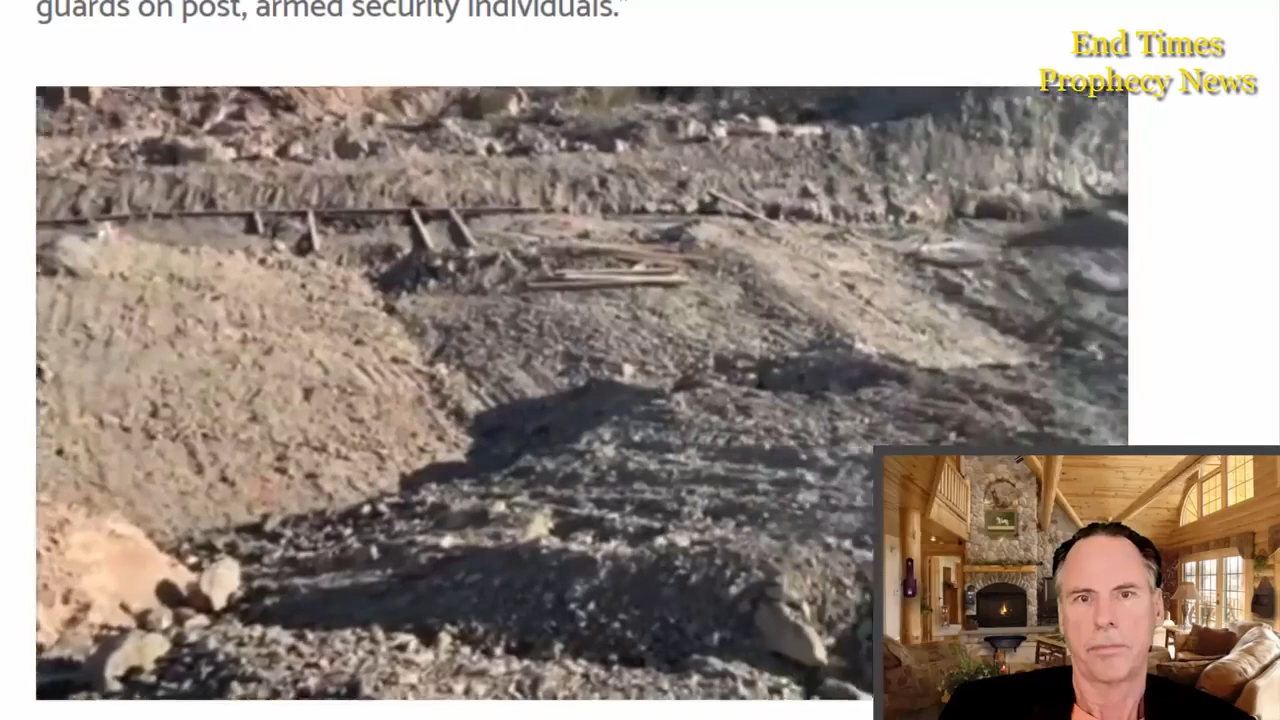 guards on post, armed security individuals.”
End Times
Prophecy News